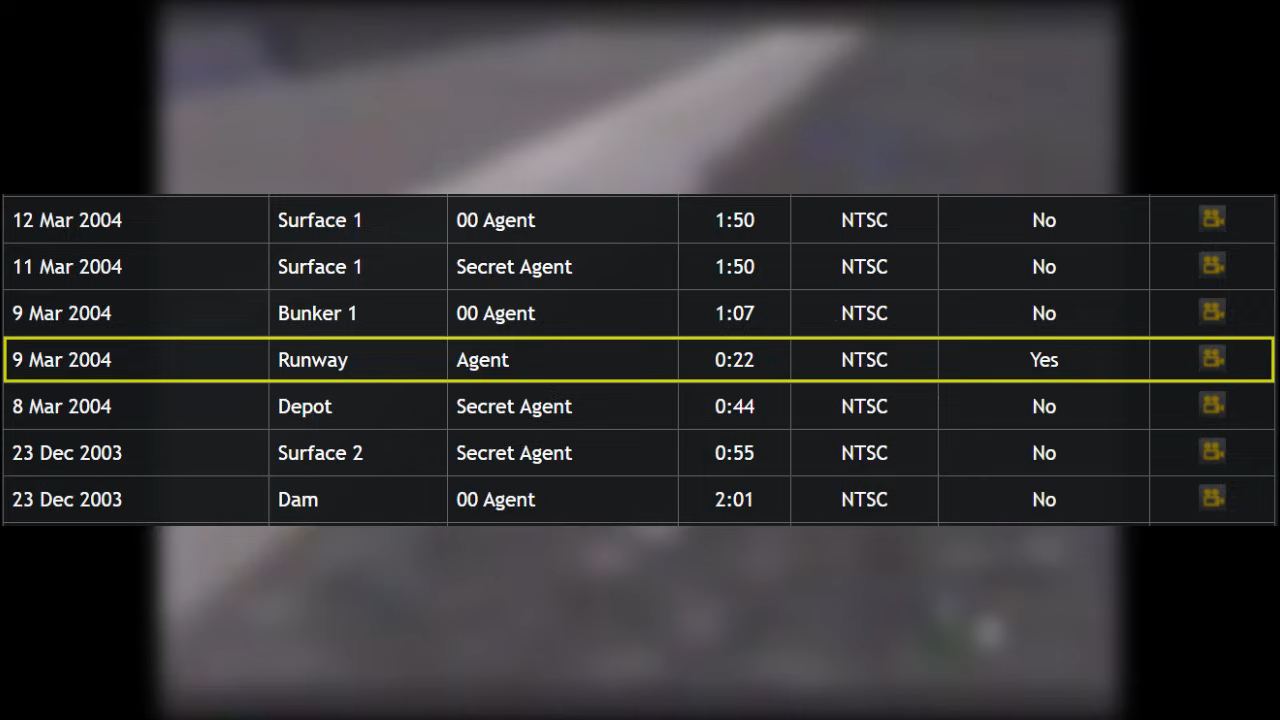 12 Mar 2004 Surface 1 00 Agent 1:50 NTSC No
11 Mar 2004 Surface 1 Secret Agent 1:50 NTSC No
9 Mar 2004 Bunker 1 00 Agent 1:07 NTSC No
9 Mar 2004 Runway Agent 0:22 NTSC Yes
8 Mar 2004 Depot Secret Agent 0:44 NTSC No
23 Dec 2003 Surface 2 Secret Agent 0:55 NTSC No
23 Dec 2003 Dam 00 Agent 2:01 NTSC No